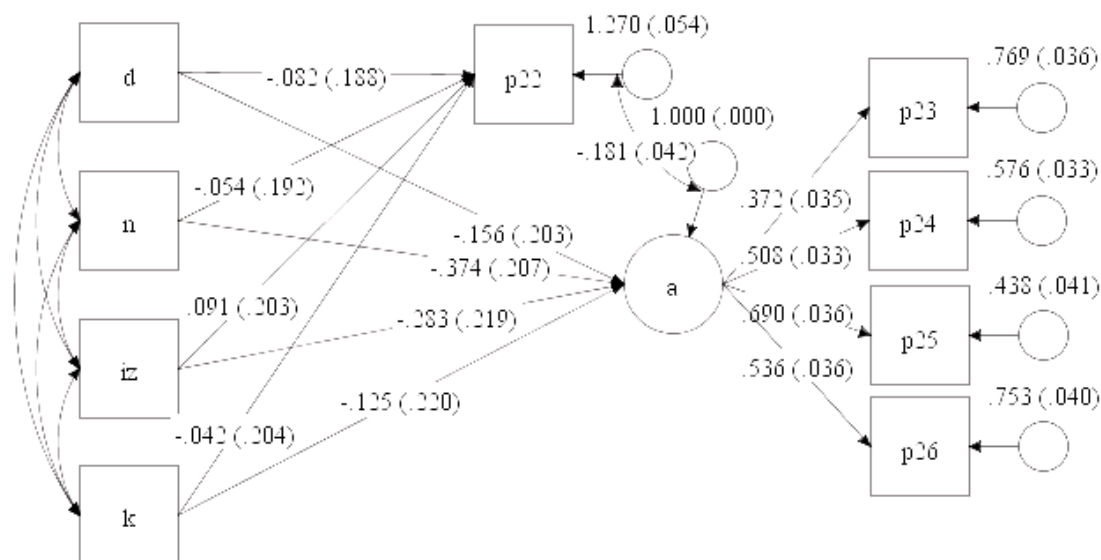 1.270 (.054)
.769 (.036)
d
-.082 (.188)
p22
1.000 (.000)
p23
-.181 (.042)
.576 (.033)
-.054 (.192)
.372 (.035)
n
p24
-.156 (.203)
.508 (.033)
-.374 (.207)
a
.438 (.041)
.091 (.203)
-.283 (.219)
.690 (.036)
p25
iz
.536 (.036)
-.125 (.220)
.753 (.040)
-.042 (.204)
p26
k